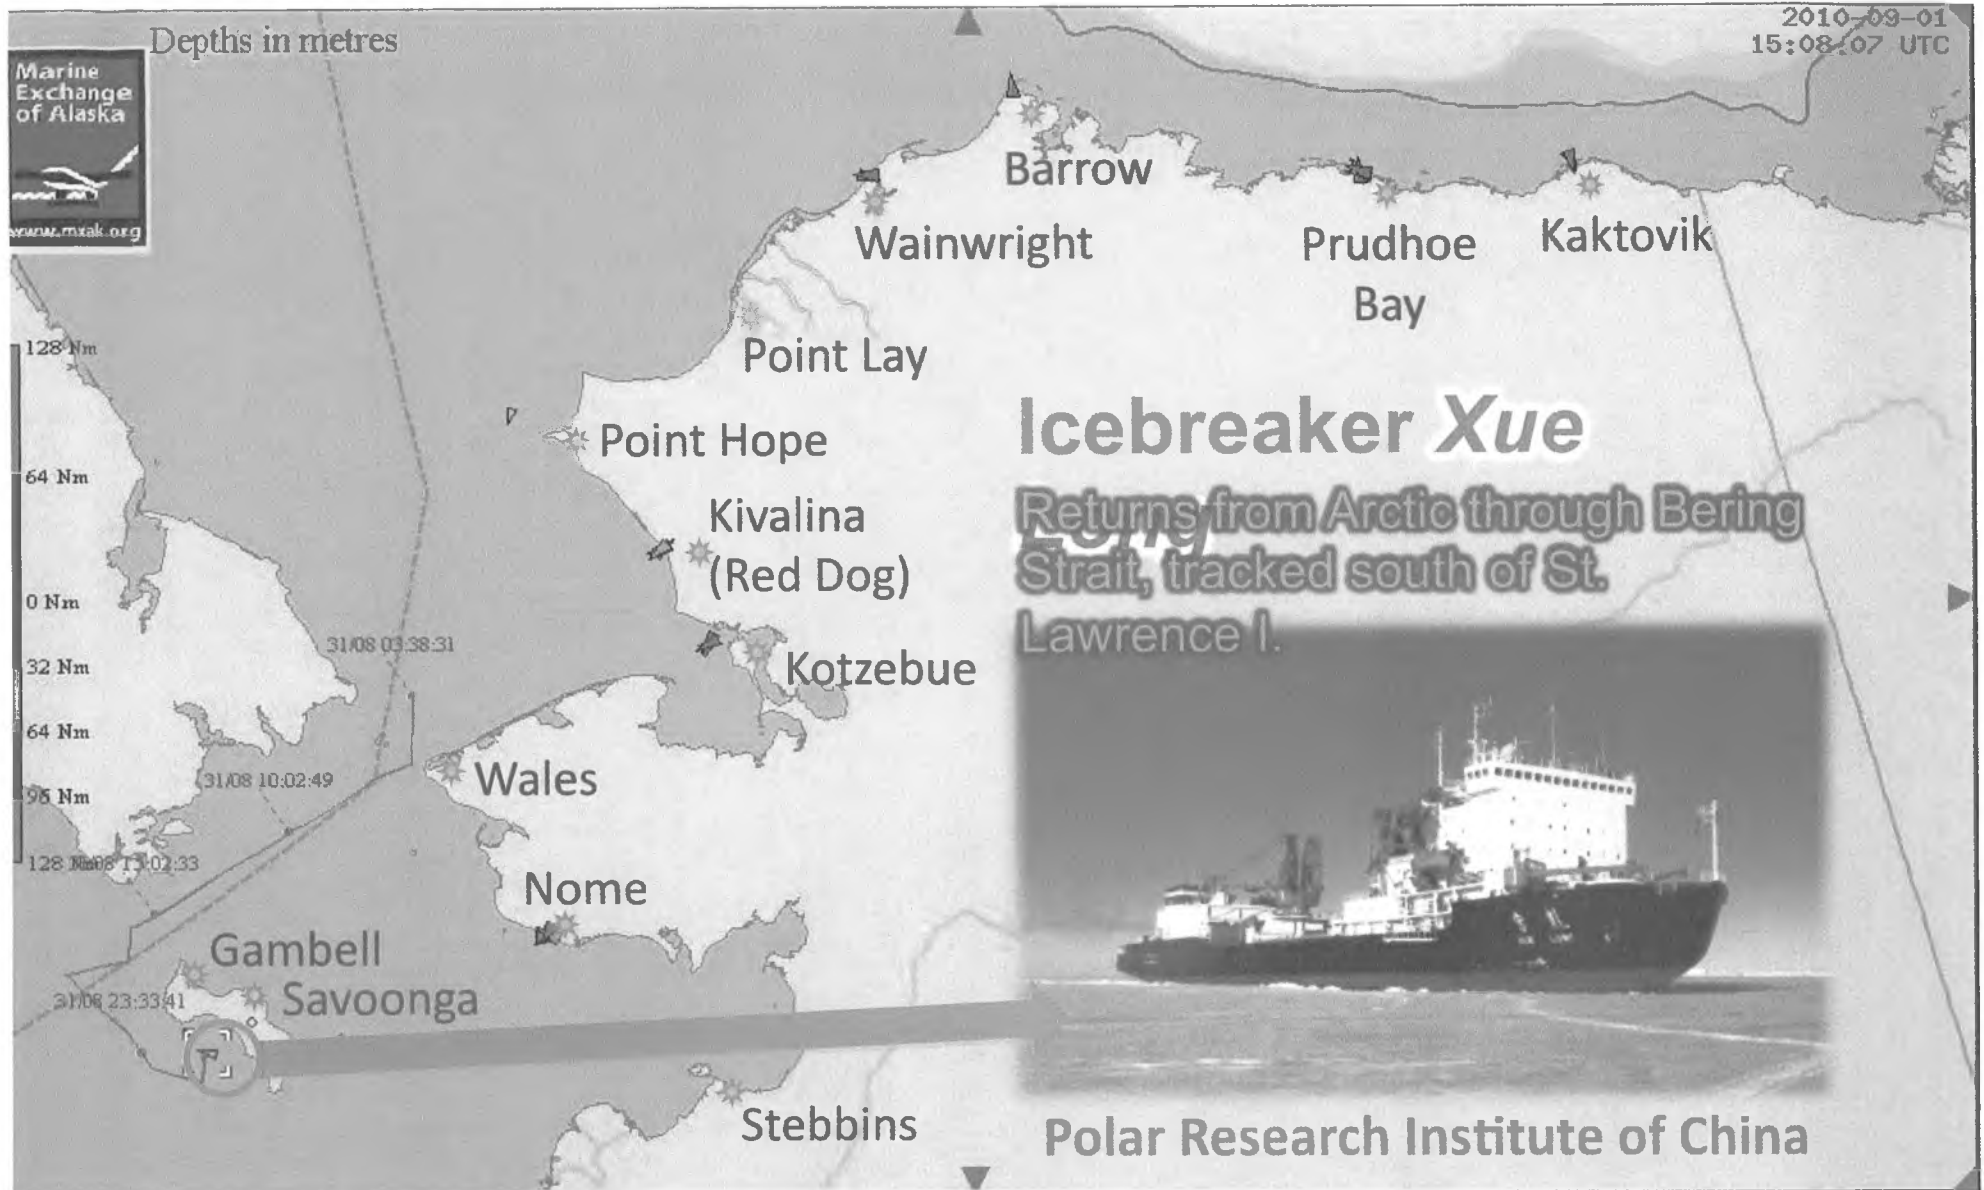 Depths in metres
2010-09-01
15:08:07 UTC
Marine
Exchange
of Alaska
www.mxak.org
Barrow
Wainwright
Prudhoe
Bay
Kaktovik
128 Nm
Point Lay
Icebreaker Xue
Long
Returns from Arctic through Bering
Strait, tracked south of St.
Lawrence I.
Point Hope
64 Nm
Kivalina
(Red Dog)
0 Nm
31/08 03:38:31
32 Nm
Kotzebue
64 Nm
31/08 10:02:49
Wales
96 Nm
128
13:02:33
Nome
Gambell
31/08 23:33:41
Savoonga
Stebbins
Polar Research Institute of China